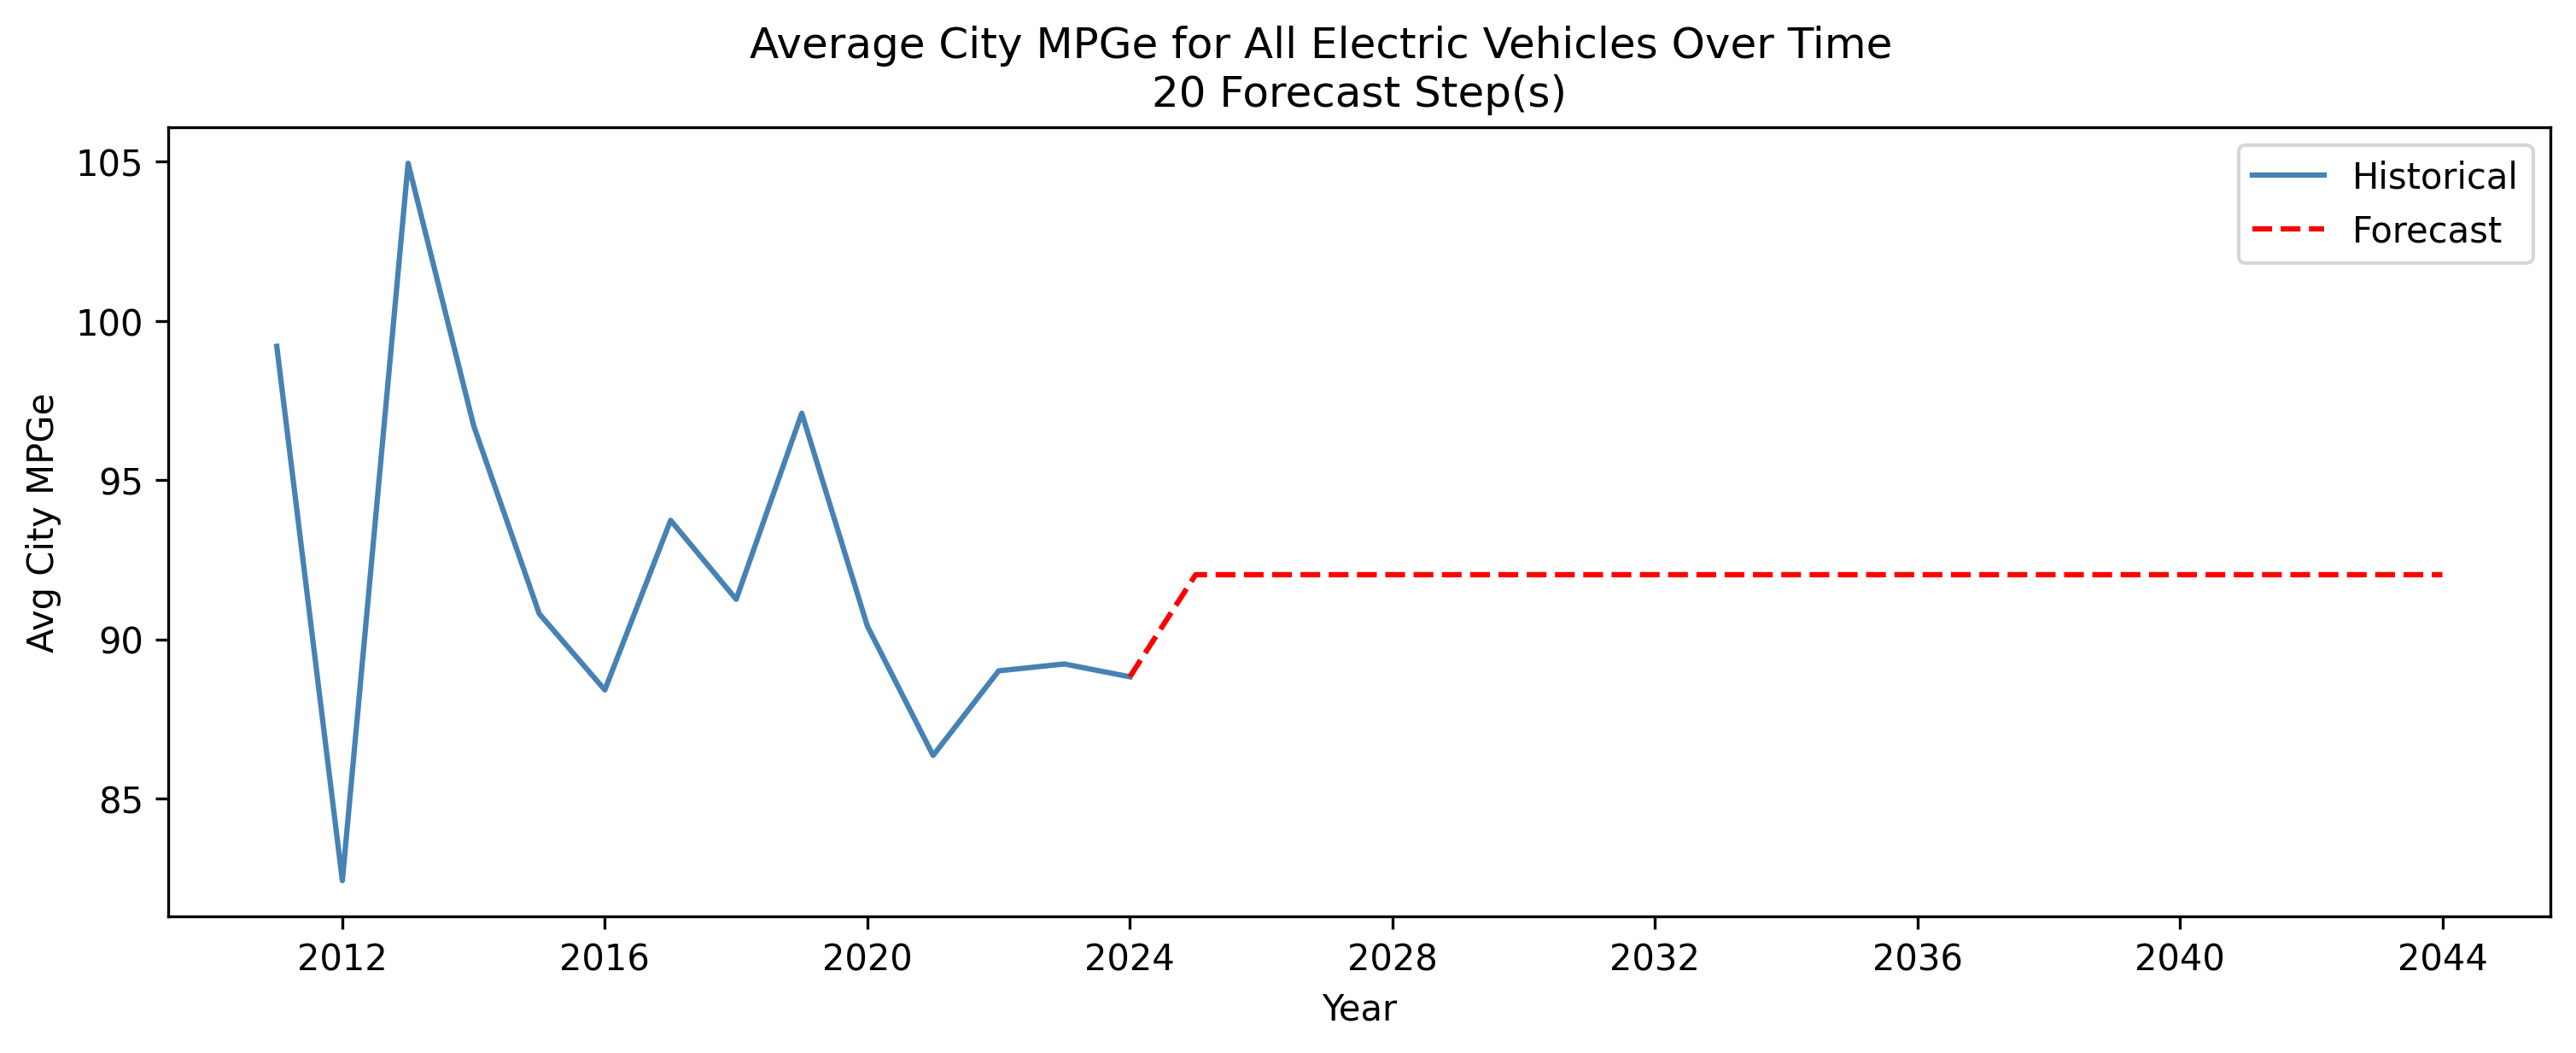 Average City MPGe for All Electric Vehicles Over Time
20 Forecast Step(s)
Historical
Forecast
Avg City MPGe
105
100
95
90
85
2012 2016 2020 2024 2028 2032 2036 2040 2044
Year